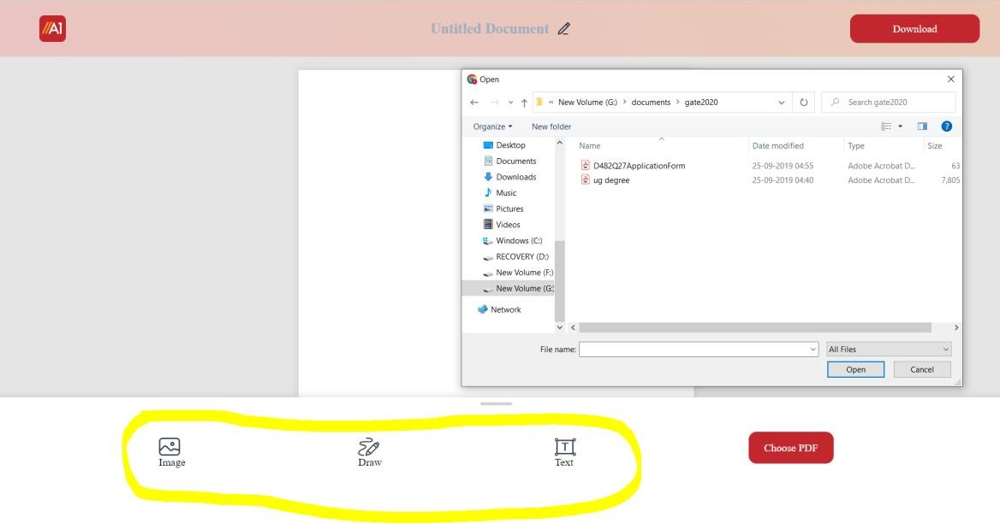 A1
Untitled Document
Download
Open
« New Volume (G:) > documents > gate2020
Search gate2020
Organize
New folder
?
Name Date modified Type Size
Desktop
Documents
Downloads
Music
Pictures
Videos
Windows (C:)
RECOVERY (D:)
New Volume (F:)
New Volume (G:)
Network
D482Q27ApplicationForm 25-09-2019 04:55 Adobe Acrobat D... 63
ug degree 25-09-2019 04:40 Adobe Acrobat D... 7,805
File name:
All Files
Open
Cancel
Image
Draw
T
Text
Choose PDF